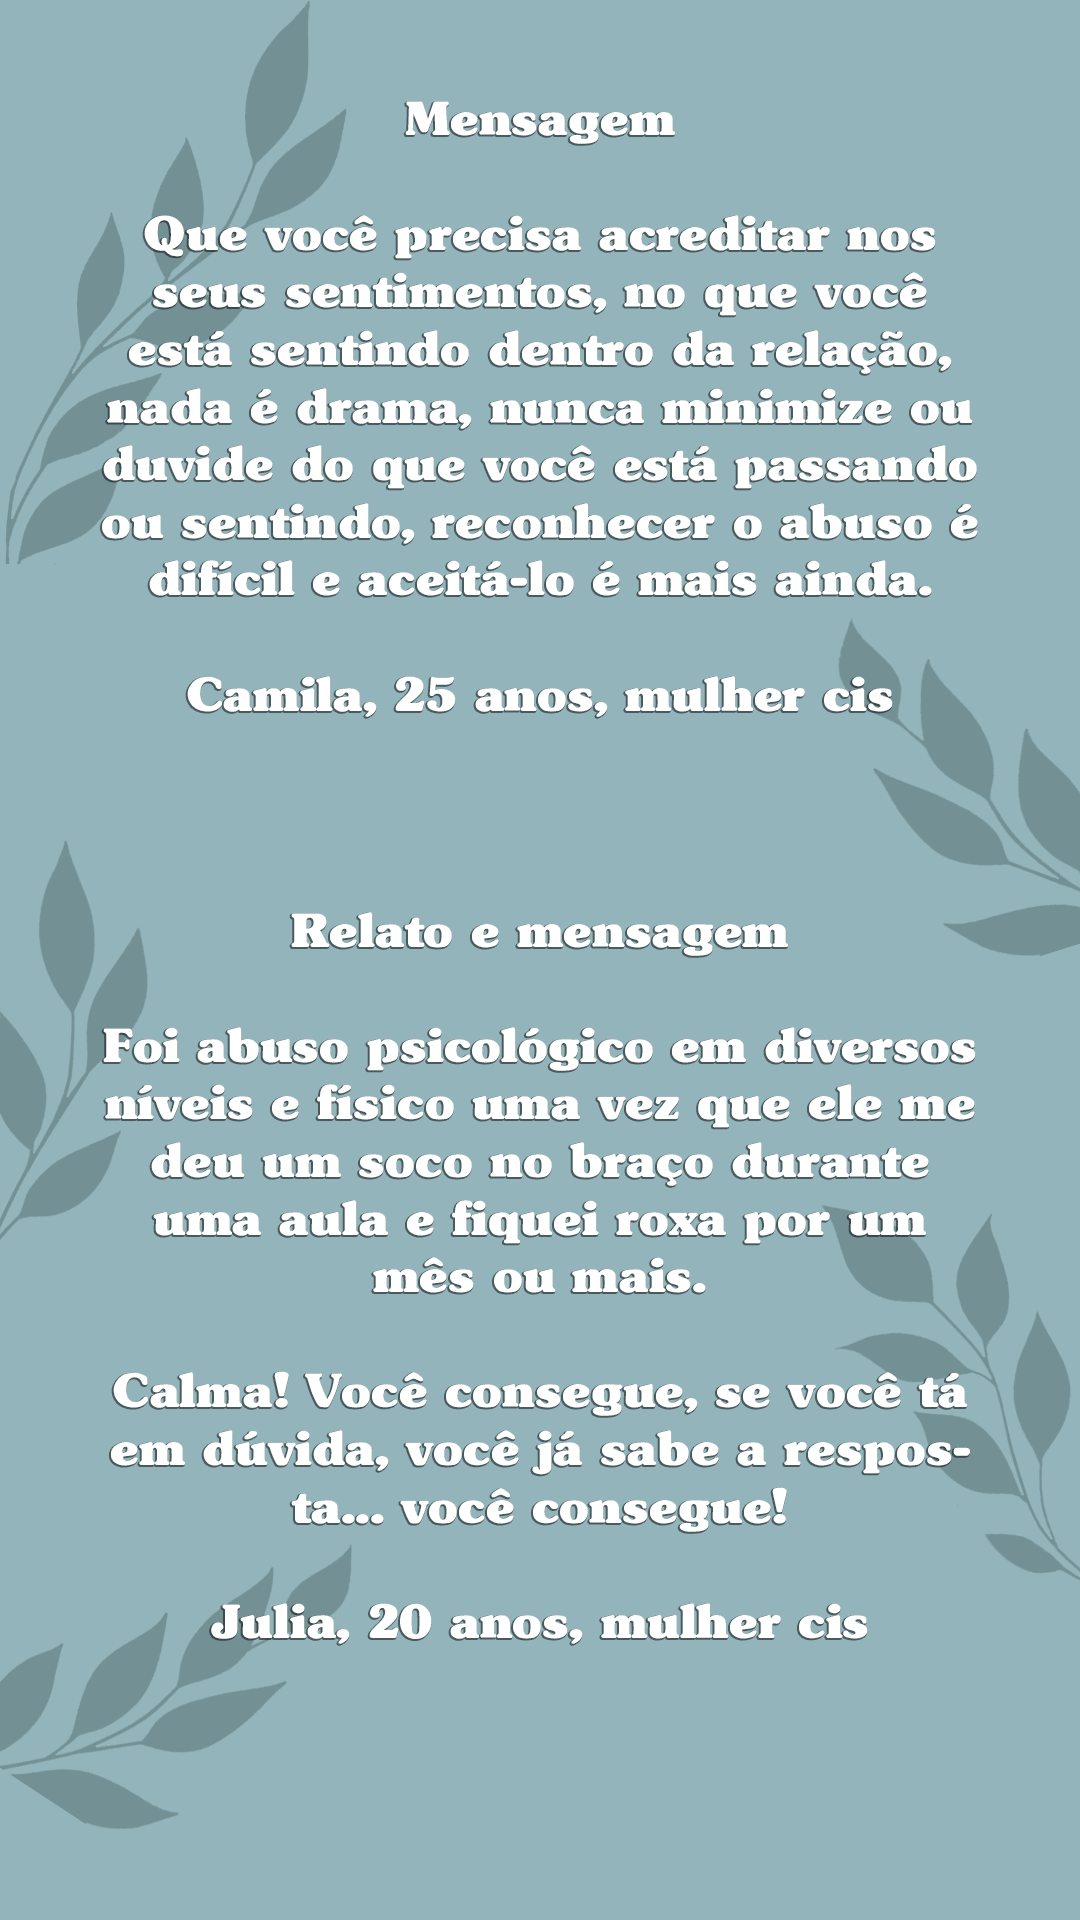 Mensagem
Que você precisa acreditar nos
seus sentimentos, no que você
está sentindo dentro da relação,
nada é drama, nunca minimize ou
duvide do que você está passando
ou sentindo, reconhecer o abuso é
difícil e aceitá-lo é mais ainda.
Camila, 25 anos, mulher cis
Relato e mensagem
Foi abuso psicológico em diversos
níveis e físico uma vez que ele me
deu um soco no braço durante
uma aula e fiquei roxa por um
mês ou mais.
Calma! Você consegue, se você tá
em dúvida, você já sabe a respos-
ta... você consegue!
Julia, 20 anos, mulher cis